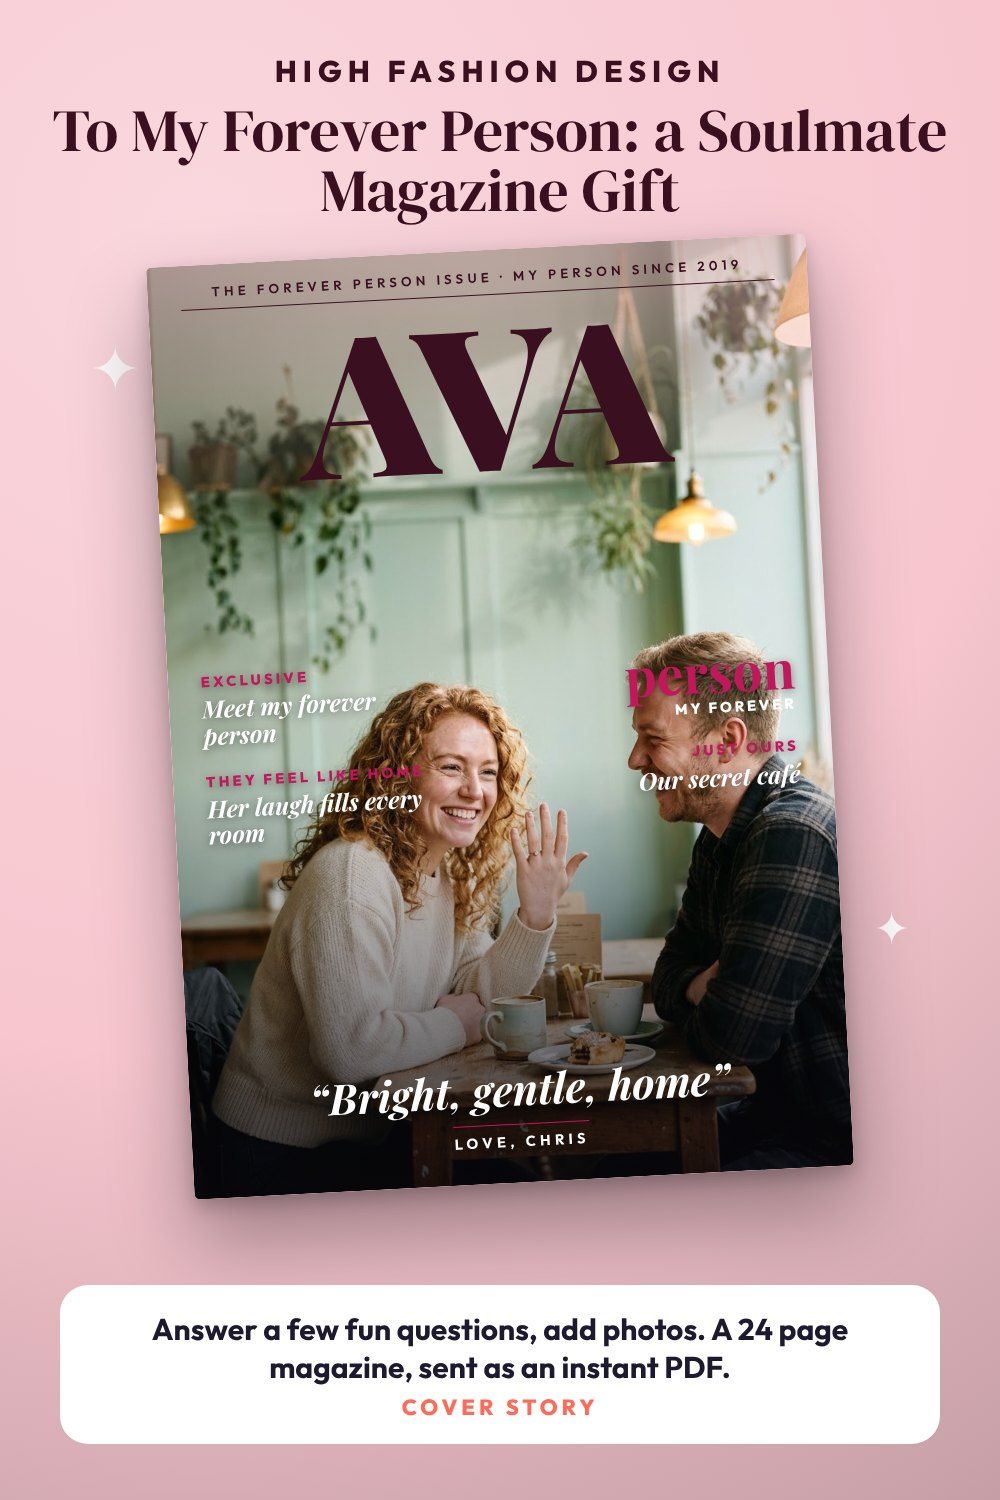 HIGH FASHION DESIGN
To My Forever Person: a Soulmate
Magazine Gift
THE FOREVER PERSON ISSUE · MY PERSON SINCE 2019
AVA
EXCLUSIVE
Meet my forever
person
THEY FEEL LIKE HOME
Her laugh fills every
room
person
MY FOREVER
JUST OURS
Our secret café
“Bright, gentle, home”
LOVE, CHRIS
Answer a few fun questions, add photos. A 24 page
magazine, sent as an instant PDF.
COVER STORY